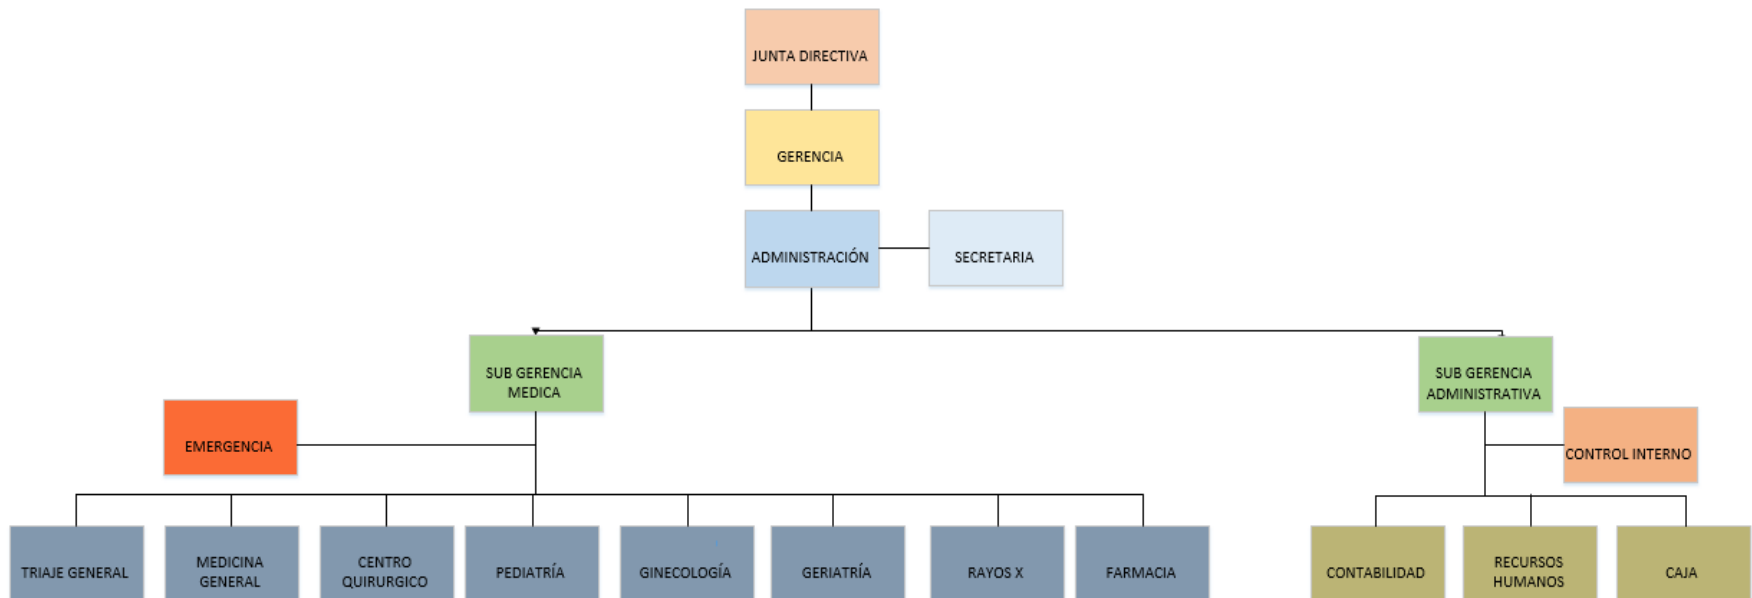 JUNTA DIRECTIVA
GERENCIA
ADMINISTRACIÓN
SECRETARIA
SUB GERENCIA
MEDICA
SUB GERENCIA
ADMINISTRATIVA
EMERGENCIA
CONTROL INTERNO
TRIAJE GENERAL
MEDICINA
GENERAL
CENTRO
QUIRURGICO
PEDIATRÍA
GINECOLOGÍA
GERIATRÍA
RAYOS X
FARMACIA
CONTABILIDAD
RECURSOS
HUMANOS
CAJA